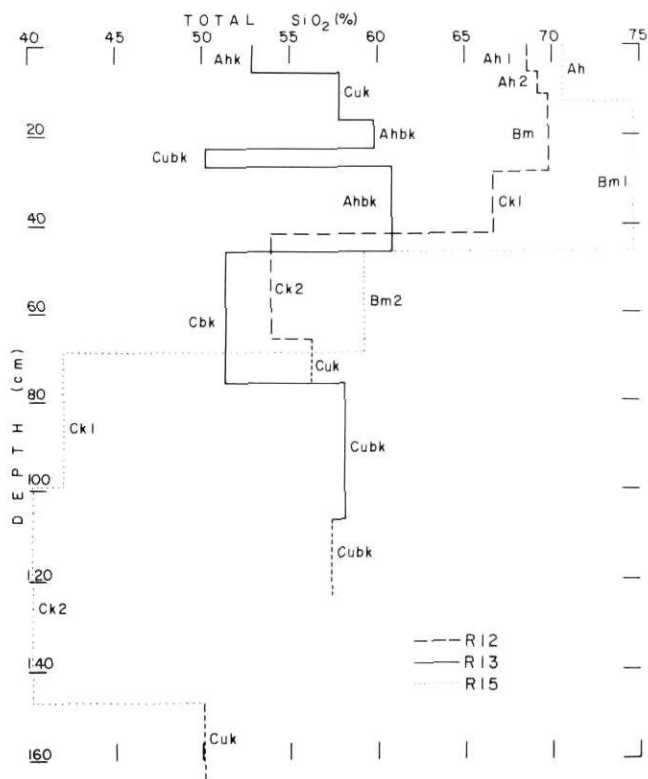 TOTAL SiO2 (%)
40 45 50 55 60 65 70 75
Ahk Ah1 Ah
Cuk Ah2
20 Ahbk Bm
Cubk Bm1
Ahbk Ck1
40
Ck2 Bm2
60 Cbk
Cuk
80
Ck1 Cubk
100
Cubk
120
Ck2
R12
140 R13
R15
Cuk
160
DEPTH (cm)